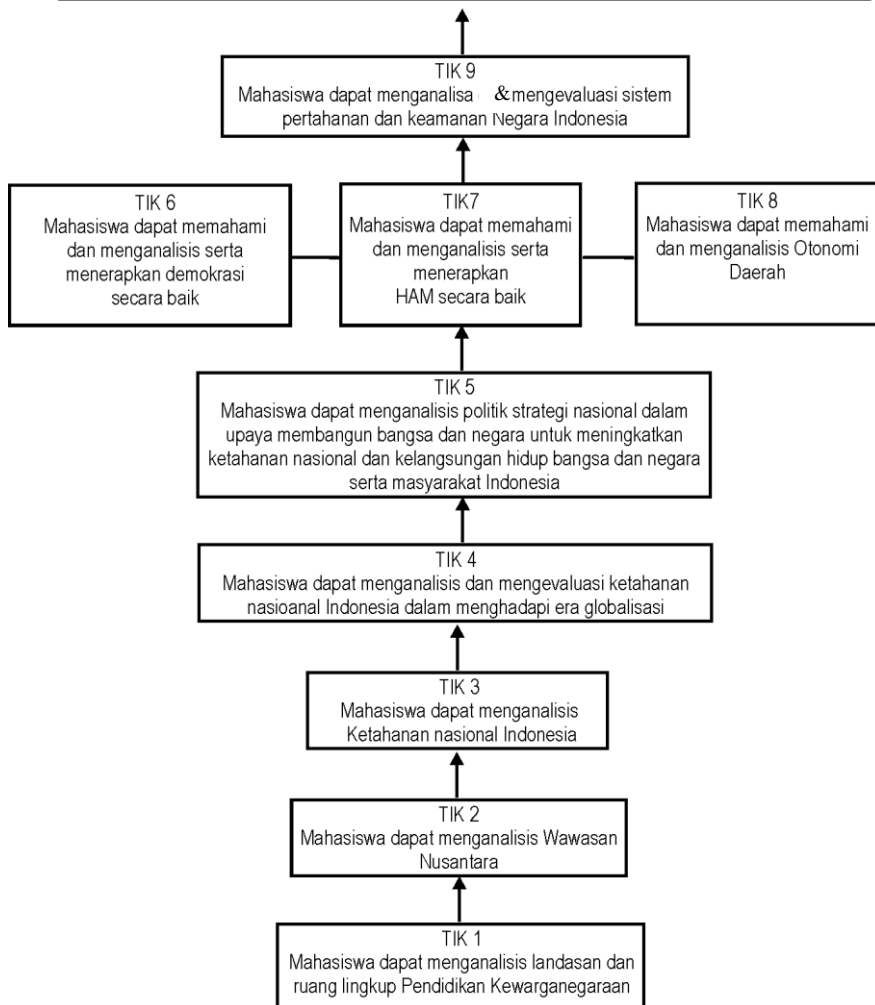 TIK 9
Mahasiswa dapat menganalisa & mengevaluasi sistem
pertahanan dan keamanan Negara Indonesia
TIK 6
Mahasiswa dapat memahami
dan menganalisis serta
menerapkan demokrasi
secara baik
TIK7
Mahasiswa dapat memahami
dan menganalisis serta
menerapkan
HAM secara baik
TIK 8
Mahasiswa dapat memahami
dan menganalisis Otonomi
Daerah
TIK 5
Mahasiswa dapat menganalisis politik strategi nasional dalam
upaya membangun bangsa dan negara untuk meningkatkan
ketahanan nasional dan kelangsungan hidup bangsa dan negara
serta masyarakat Indonesia
TIK 4
Mahasiswa dapat menganalisis dan mengevaluasi ketahanan
nasioanal Indonesia dalam menghadapi era globalisasi
TIK 3
Mahasiswa dapat menganalisis
Ketahanan nasional Indonesia
TIK 2
Mahasiswa dapat menganalisis Wawasan
Nusantara
TIK 1
Mahasiswa dapat menganalisis landasan dan
ruang lingkup Pendidikan Kewarganegaraan